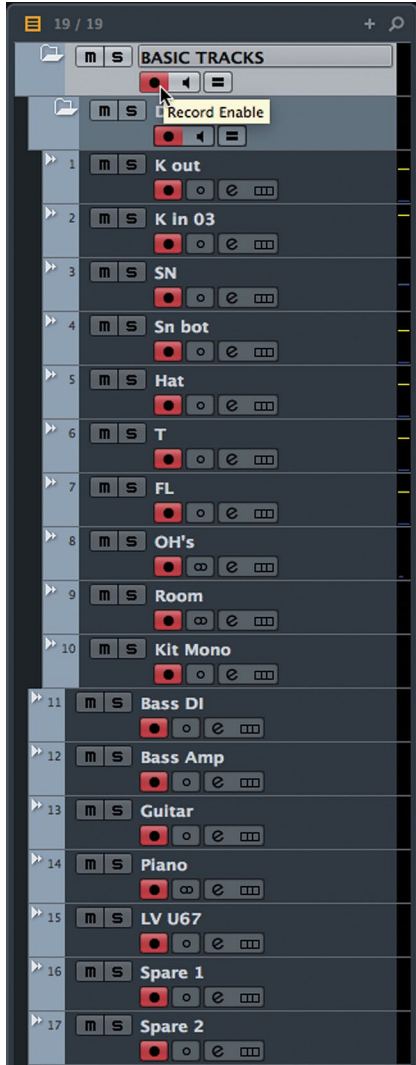 19 / 19 +
m S BASIC TRACKS
Record Enable
m S D
1 m S K out
e
2 m S K in 03
e
3 m S SN
e
4 m S Sn bot
e
5 m S Hat
e
6 m S T
e
7 m S FL
e
8 m S OH's
e
9 m S Room
e
10 m S Kit Mono
e
11 m S Bass DI
e
12 m S Bass Amp
e
13 m S Guitar
e
14 m S Piano
e
15 m S LV U67
e
16 m S Spare 1
e
17 m S Spare 2
e